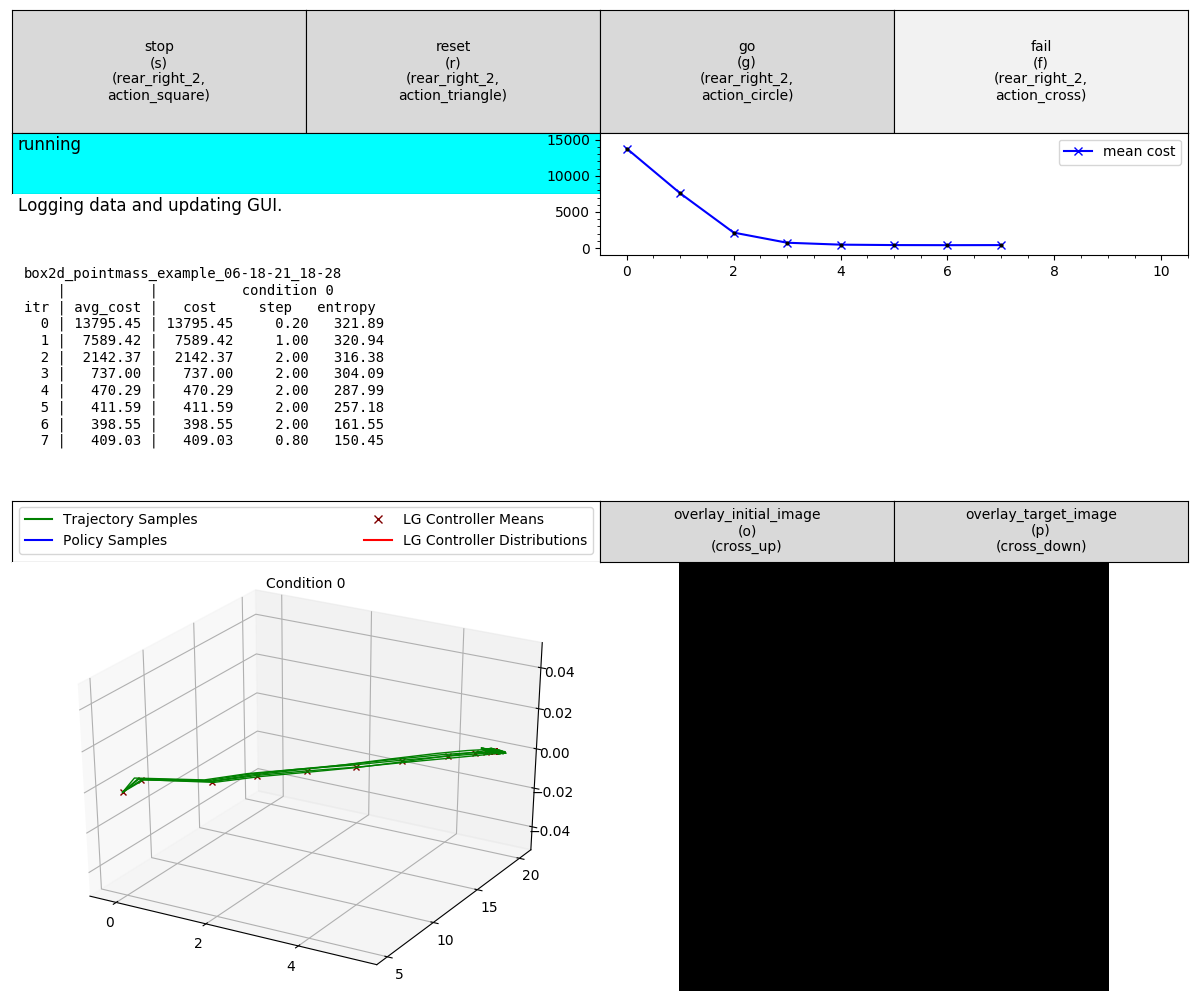 stop
(s)
(rear_right_2,
action_square)
reset
(r)
(rear_right_2,
action_triangle)
go
(g)
(rear_right_2,
action_circle)
fail
(f)
(rear_right_2,
action_cross)
running
Logging data and updating GUI.
15000
10000
5000
0
mean cost
0 2 4 6 8 10
box2d_pointmass_example_06-18-21_18-28
| | condition 0
itr | avg_cost | cost step entropy
0 | 13795.45 | 13795.45 0.20 321.89
1 | 7589.42 | 7589.42 1.00 320.94
2 | 2142.37 | 2142.37 2.00 316.38
3 | 737.00 | 737.00 2.00 304.09
4 | 470.29 | 470.29 2.00 287.99
5 | 411.59 | 411.59 2.00 257.18
6 | 398.55 | 398.55 2.00 161.55
7 | 409.03 | 409.03 0.80 150.45
Trajectory Samples
Policy Samples
LG Controller Means
LG Controller Distributions
overlay_initial_image
(o)
(cross_up)
overlay_target_image
(p)
(cross_down)
Condition 0
0.04
0.02
0.00
−0.02
−0.04
0 2 4
5 10 15 20